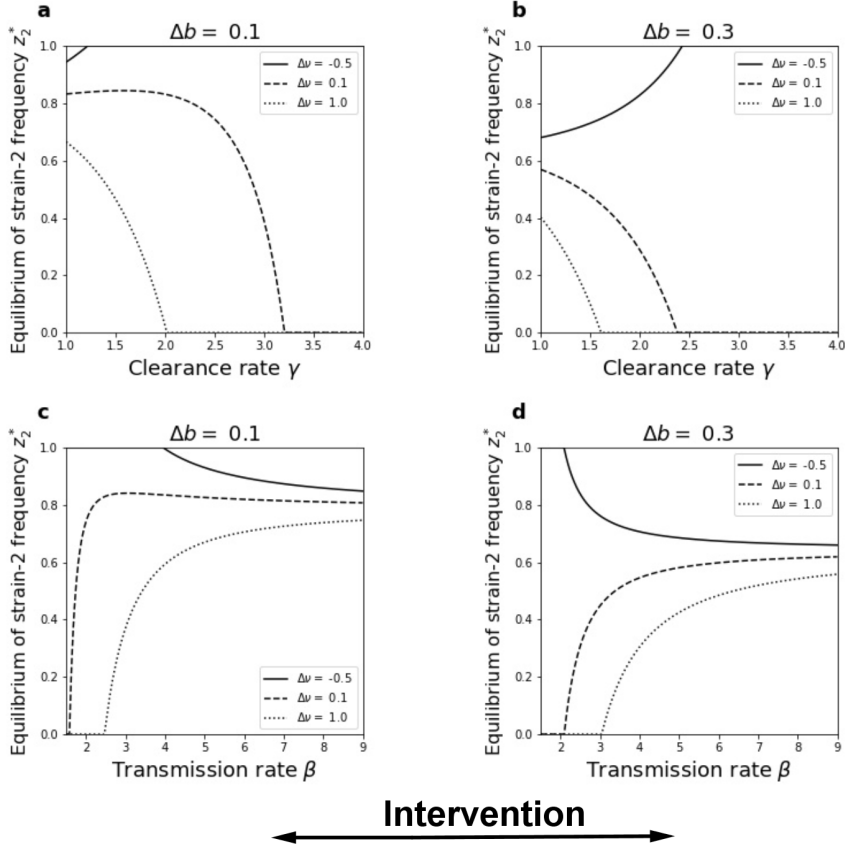 a
Δb = 0.1
Equilibrium of strain-2 frequency z₂*
1.0
0.8
0.6
0.4
0.2
0.0
Δν = -0.5
Δν = 0.1
Δν = 1.0
1.0 1.5 2.0 2.5 3.0 3.5 4.0
Clearance rate γ
b
Δb = 0.3
Equilibrium of strain-2 frequency z₂*
1.0
0.8
0.6
0.4
0.2
0.0
Δν = -0.5
Δν = 0.1
Δν = 1.0
1.0 1.5 2.0 2.5 3.0 3.5 4.0
Clearance rate γ
c
Δb = 0.1
Equilibrium of strain-2 frequency z₂*
1.0
0.8
0.6
0.4
0.2
0.0
Δν = -0.5
Δν = 0.1
Δν = 1.0
2 3 4 5 6 7 8 9
Transmission rate β
d
Δb = 0.3
Equilibrium of strain-2 frequency z₂*
1.0
0.8
0.6
0.4
0.2
0.0
Δν = -0.5
Δν = 0.1
Δν = 1.0
2 3 4 5 6 7 8 9
Transmission rate β
Intervention